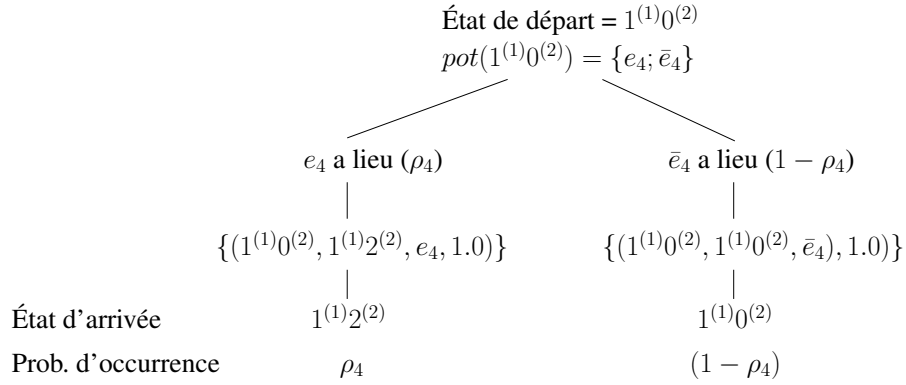 État de départ = 1^{(1)}0^{(2)}
pot(1^{(1)}0^{(2)}) = {e_4; ē_4}
e_4 a lieu (ρ_4) ē_4 a lieu (1 − ρ_4)
{(1^{(1)}0^{(2)}, 1^{(1)}2^{(2)}, e_4, 1.0)} {(1^{(1)}0^{(2)}, 1^{(1)}0^{(2)}, ē_4), 1.0)}
État d'arrivée 1^{(1)}2^{(2)} 1^{(1)}0^{(2)}
Prob. d'occurrence ρ_4 (1 − ρ_4)